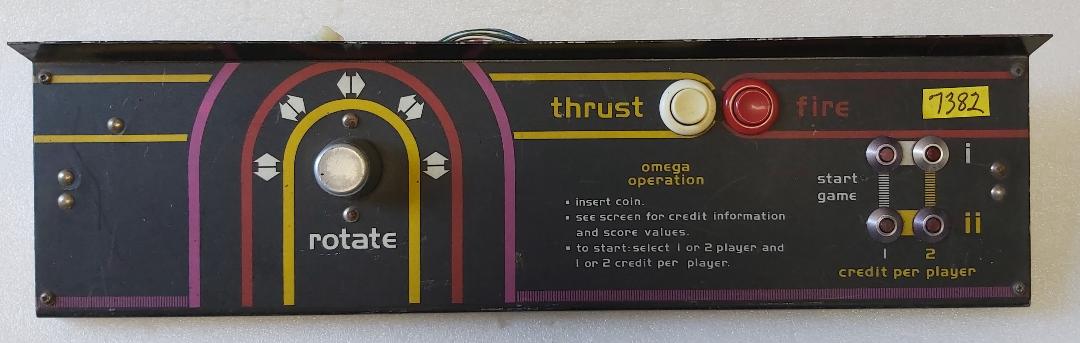 thrust
fire
7382
rotate
omega
operation
▪ insert coin.
▪ see screen for credit information
and score values.
▪ to start:select 1 or 2 player and
1 or 2 credit per player.
start
game
i
ii
1 2
credit per player